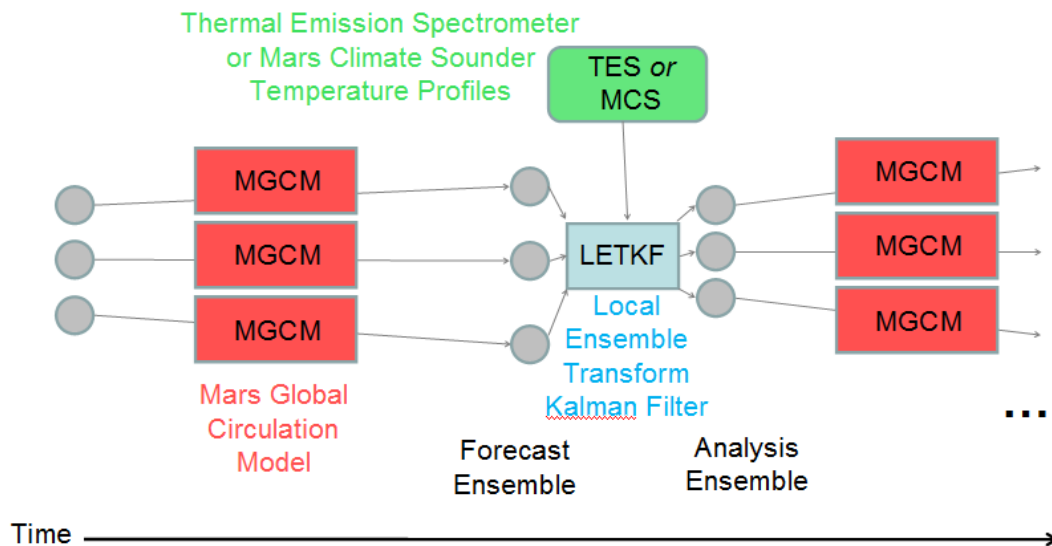 Thermal Emission Spectrometer
or Mars Climate Sounder
Temperature Profiles
TES or
MCS
MGCM
MGCM
MGCM
LETKF
MGCM
MGCM
MGCM
Mars Global
Circulation
Model
Local
Ensemble
Transform
Kalman Filter
Forecast
Ensemble
Analysis
Ensemble
...
Time